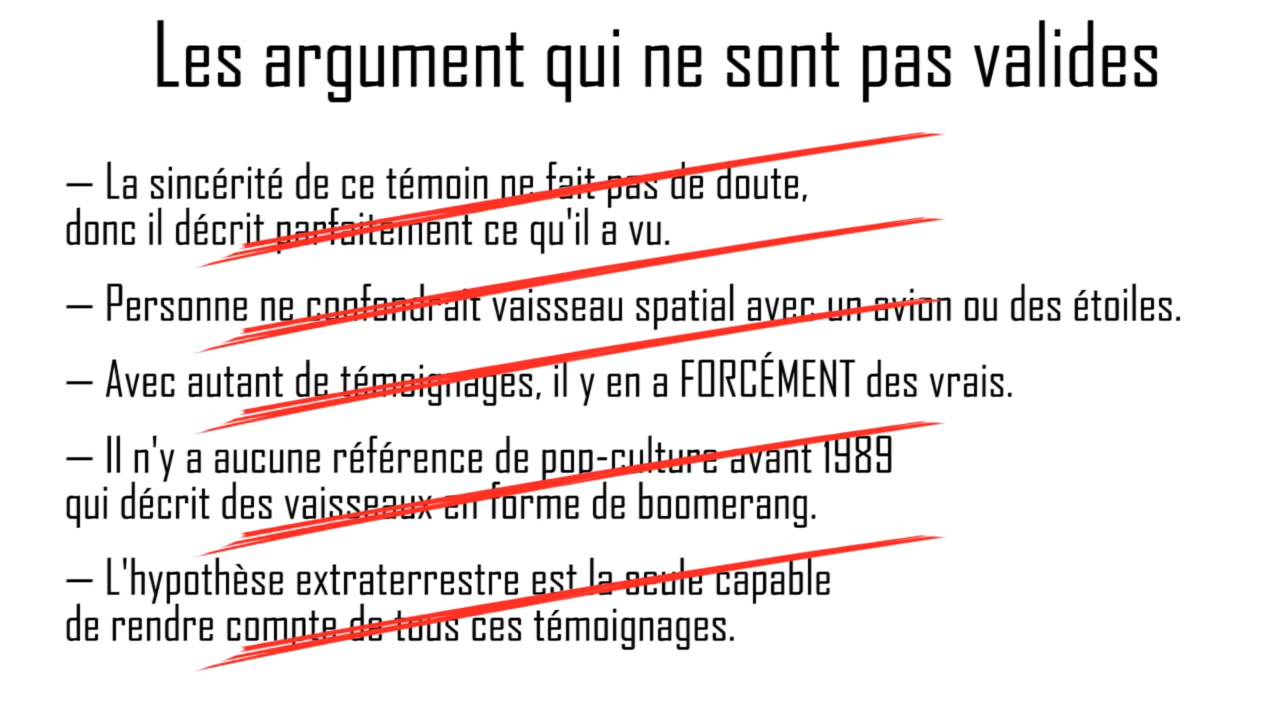 Les argument qui ne sont pas valides
– La sincérité de ce témoin ne fait pas de doute,
donc il décrit parfaitement ce qu'il a vu.
– Personne ne confondrait vaisseau spatial avec un avion ou des étoiles.
– Avec autant de témoignages, il y en a FORCÉMENT des vrais.
– Il n'y a aucune référence de pop-culture avant 1989
qui décrit des vaisseaux en forme de boomerang.
– L'hypothèse extraterrestre est la seule capable
de rendre compte de tous ces témoignages.